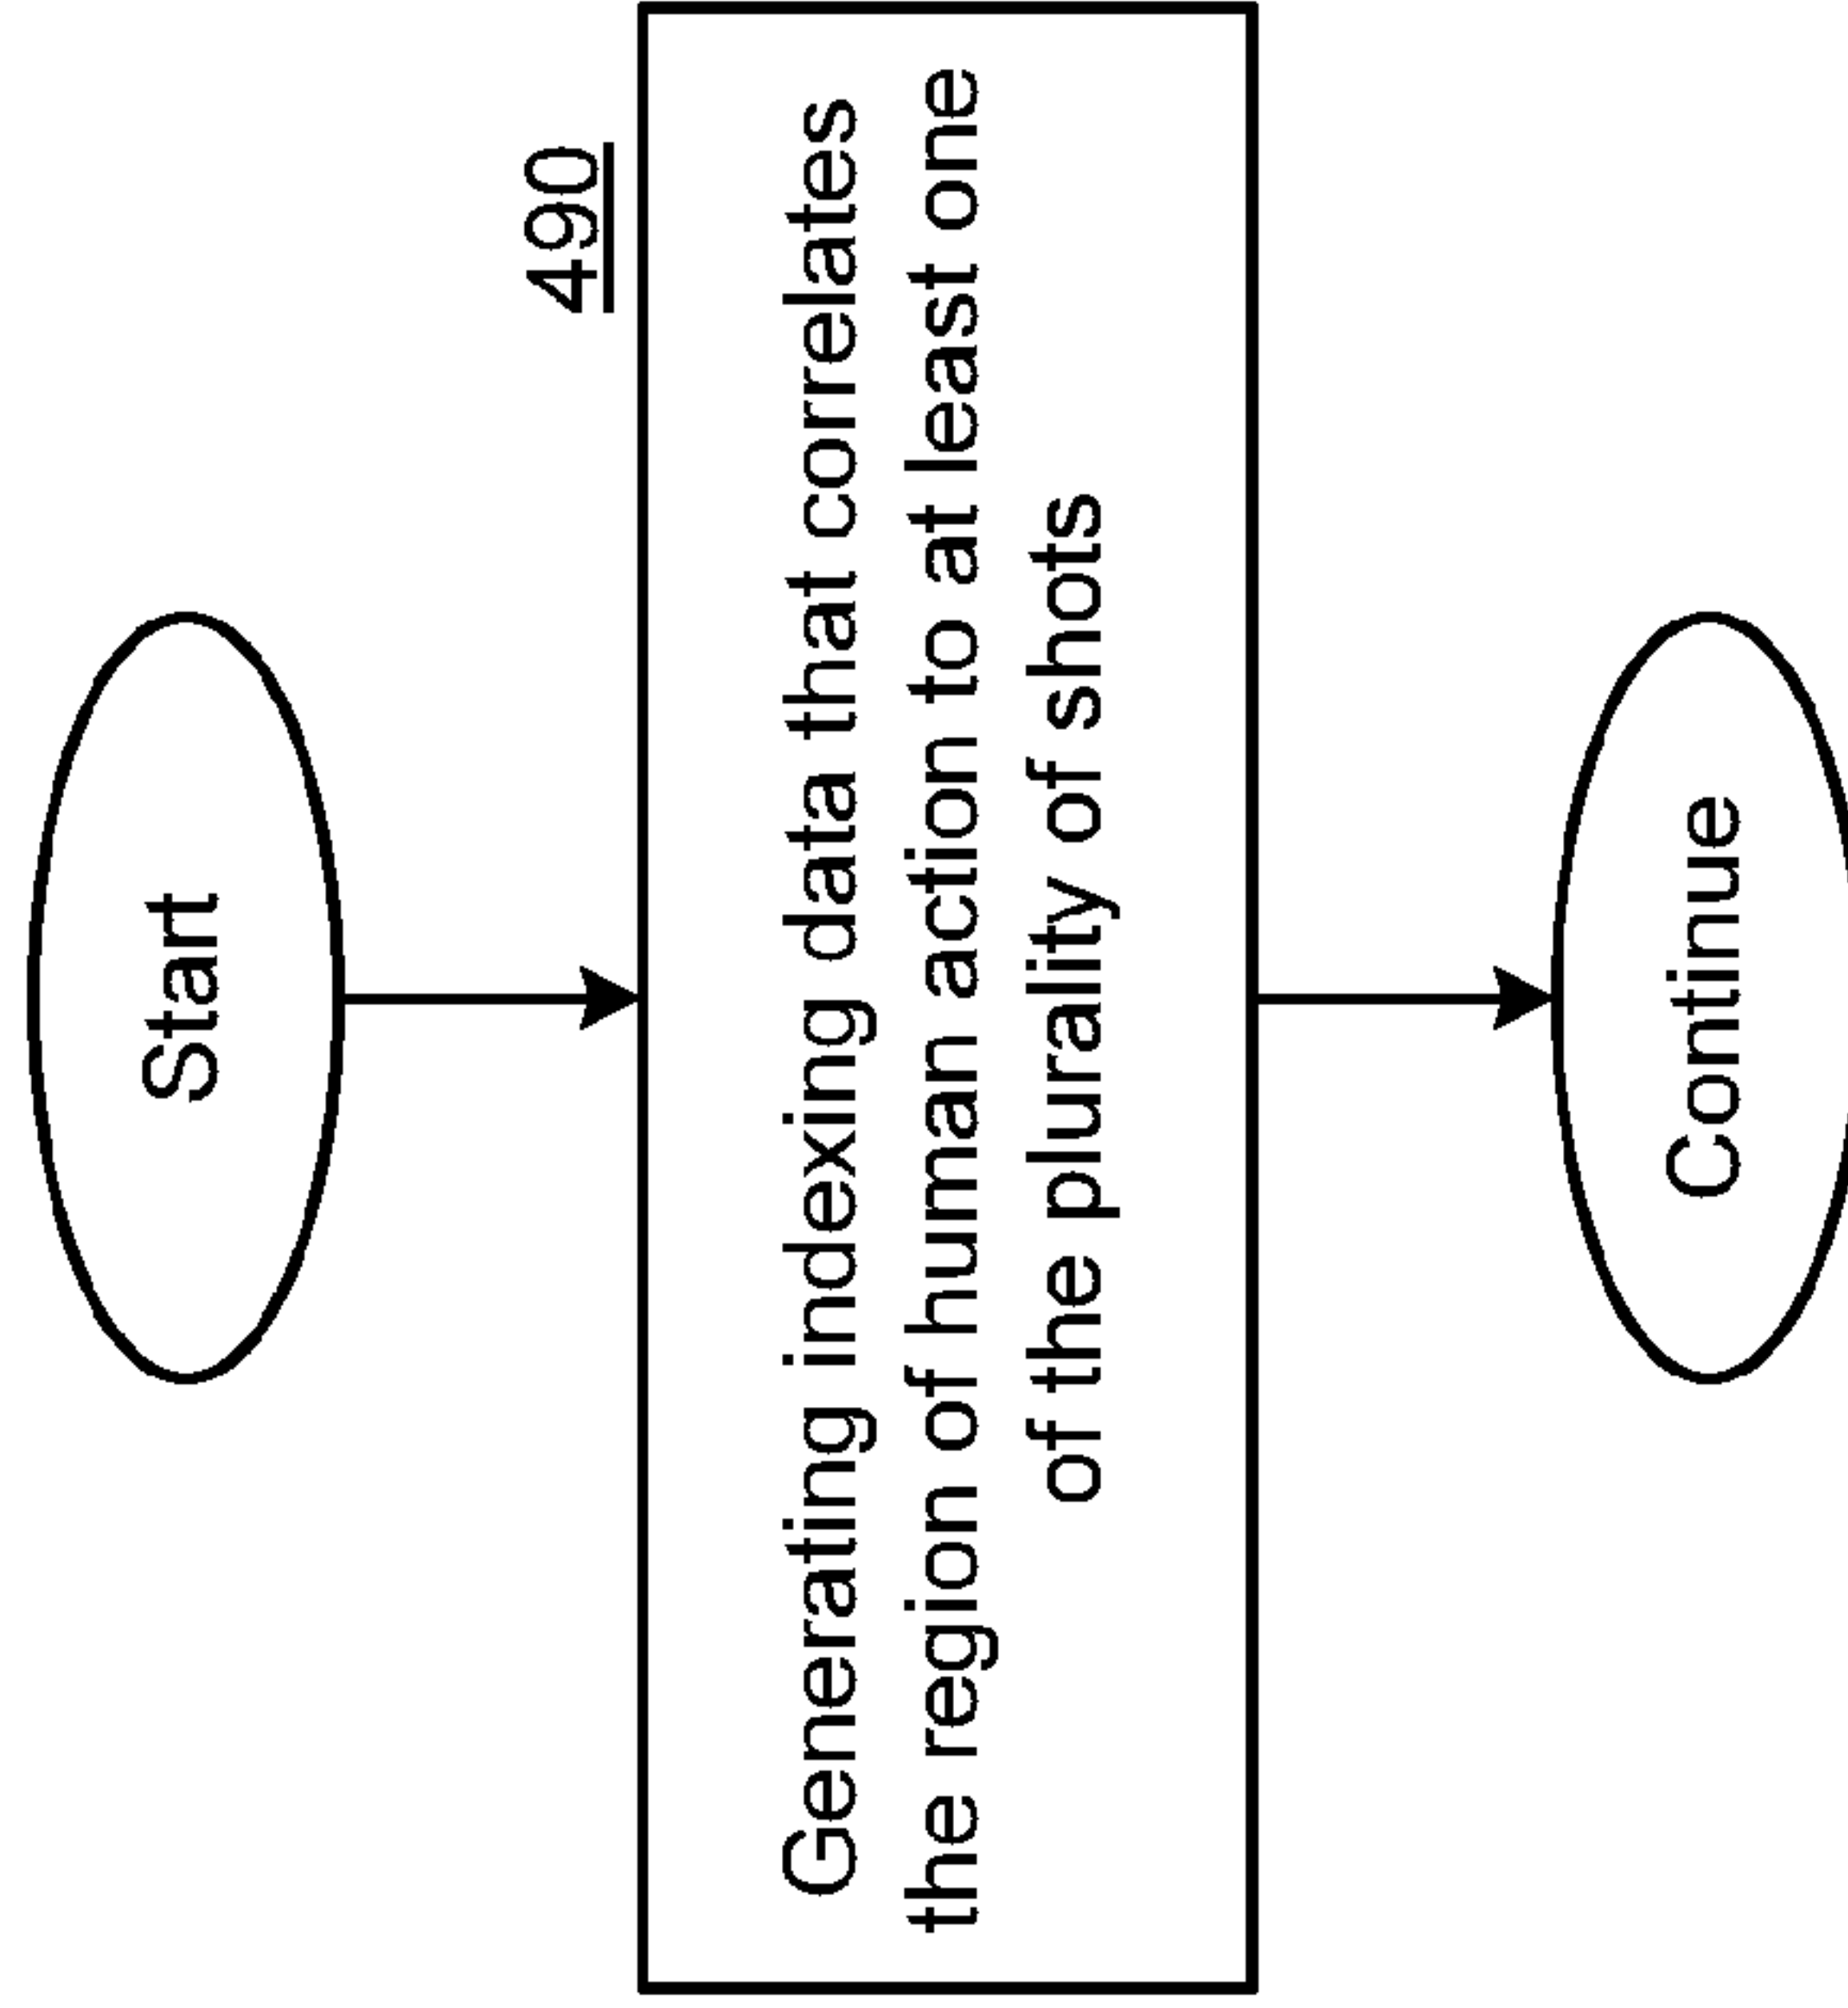 Start
490
Generating indexing data that correlates
the region of human action to at least one
of the plurality of shots
Continue